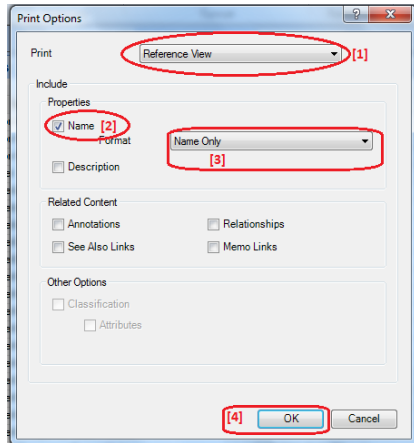 Print Options
Print Reference View [1]
Include
Properties
Name [2]
Format Name Only
[3]
Description
Related Content
Annotations Relationships
See Also Links Memo Links
Other Options
Classification
Attributes
[4] OK Cancel